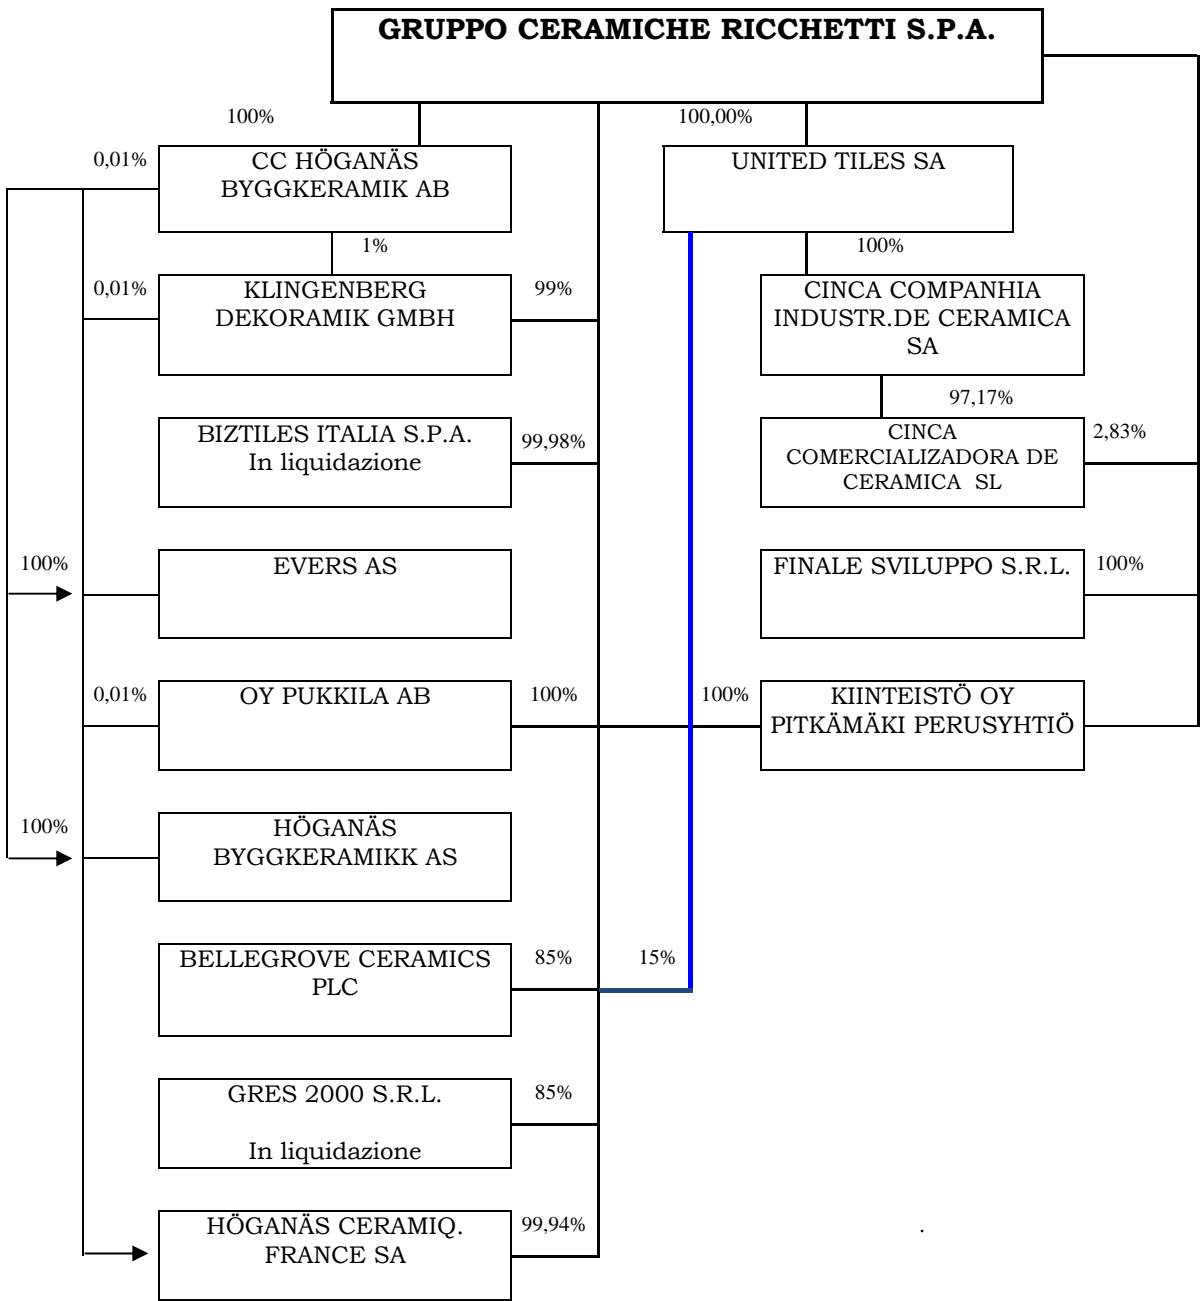 GRUPPO CERAMICHE RICCHETTI S.P.A.
100%
100,00%
0,01%
CC HÖGANÄS
BYGGKERAMIK AB
UNITED TILES SA
1%
100%
0,01%
KLINGENBERG
DEKORAMIK GMBH
99%
CINCA COMPANHIA
INDUSTR.DE CERAMICA
SA
97,17%
BIZTILES ITALIA S.P.A.
In liquidazione
99,98%
CINCA
COMERCIALIZADORA DE
CERAMICA SL
2,83%
100%
EVERS AS
FINALE SVILUPPO S.R.L.
100%
0,01%
OY PUKKILA AB
100%
100%
KIINTEISTÖ OY
PITKÄMÄKI PERUSYHTIÖ
100%
HÖGANÄS
BYGGKERAMIKK AS
BELLEGROVE CERAMICS
PLC
85%
15%
GRES 2000 S.R.L.
In liquidazione
85%
HÖGANÄS CERAMIQ.
FRANCE SA
99,94%
.